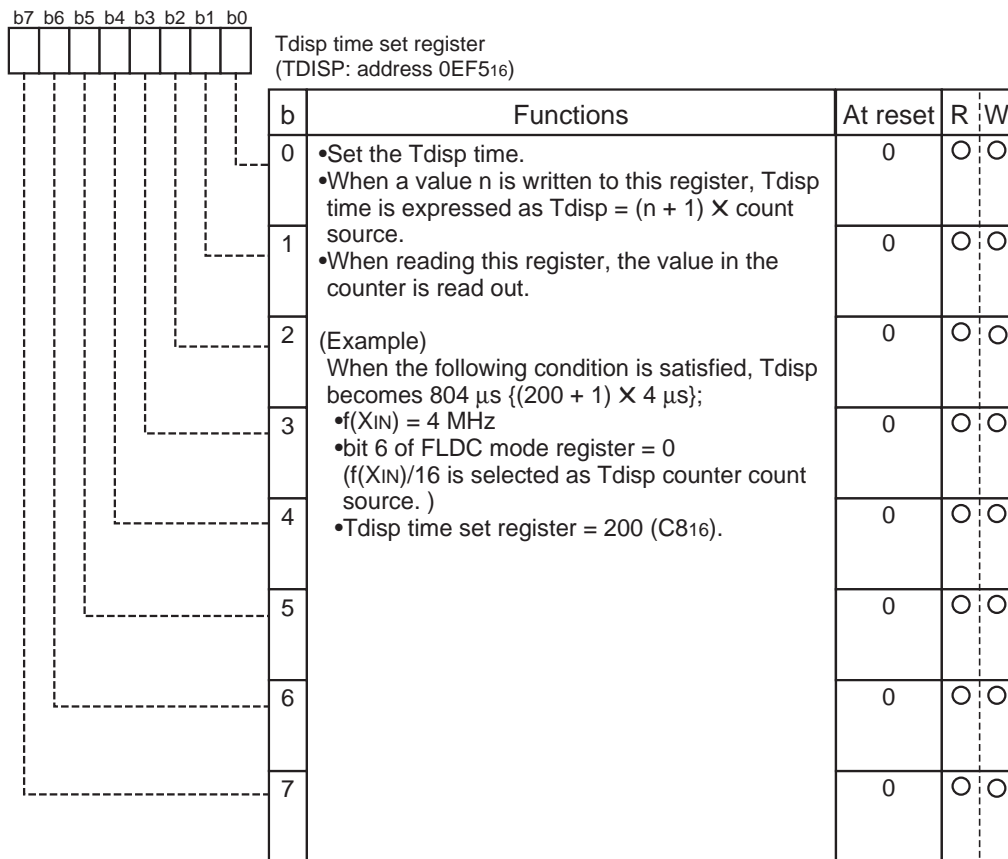 b7 b6 b5 b4 b3 b2 b1 b0
Tdisp time set register
(TDISP: address 0EF516)
b Functions At reset R W
0 •Set the Tdisp time. 0 ○ ○
•When a value n is written to this register, Tdisp
time is expressed as Tdisp = (n + 1) ✕ count
source.
1 0 ○ ○
•When reading this register, the value in the
counter is read out.
2 (Example) 0 ○ ○
When the following condition is satisfied, Tdisp
becomes 804 μs {(200 + 1) ✕ 4 μs};
3 •f(XIN) = 4 MHz 0 ○ ○
•bit 6 of FLDC mode register = 0
(f(XIN)/16 is selected as Tdisp counter count
source. )
4 •Tdisp time set register = 200 (C816). 0 ○ ○
5 0 ○ ○
6 0 ○ ○
7 0 ○ ○